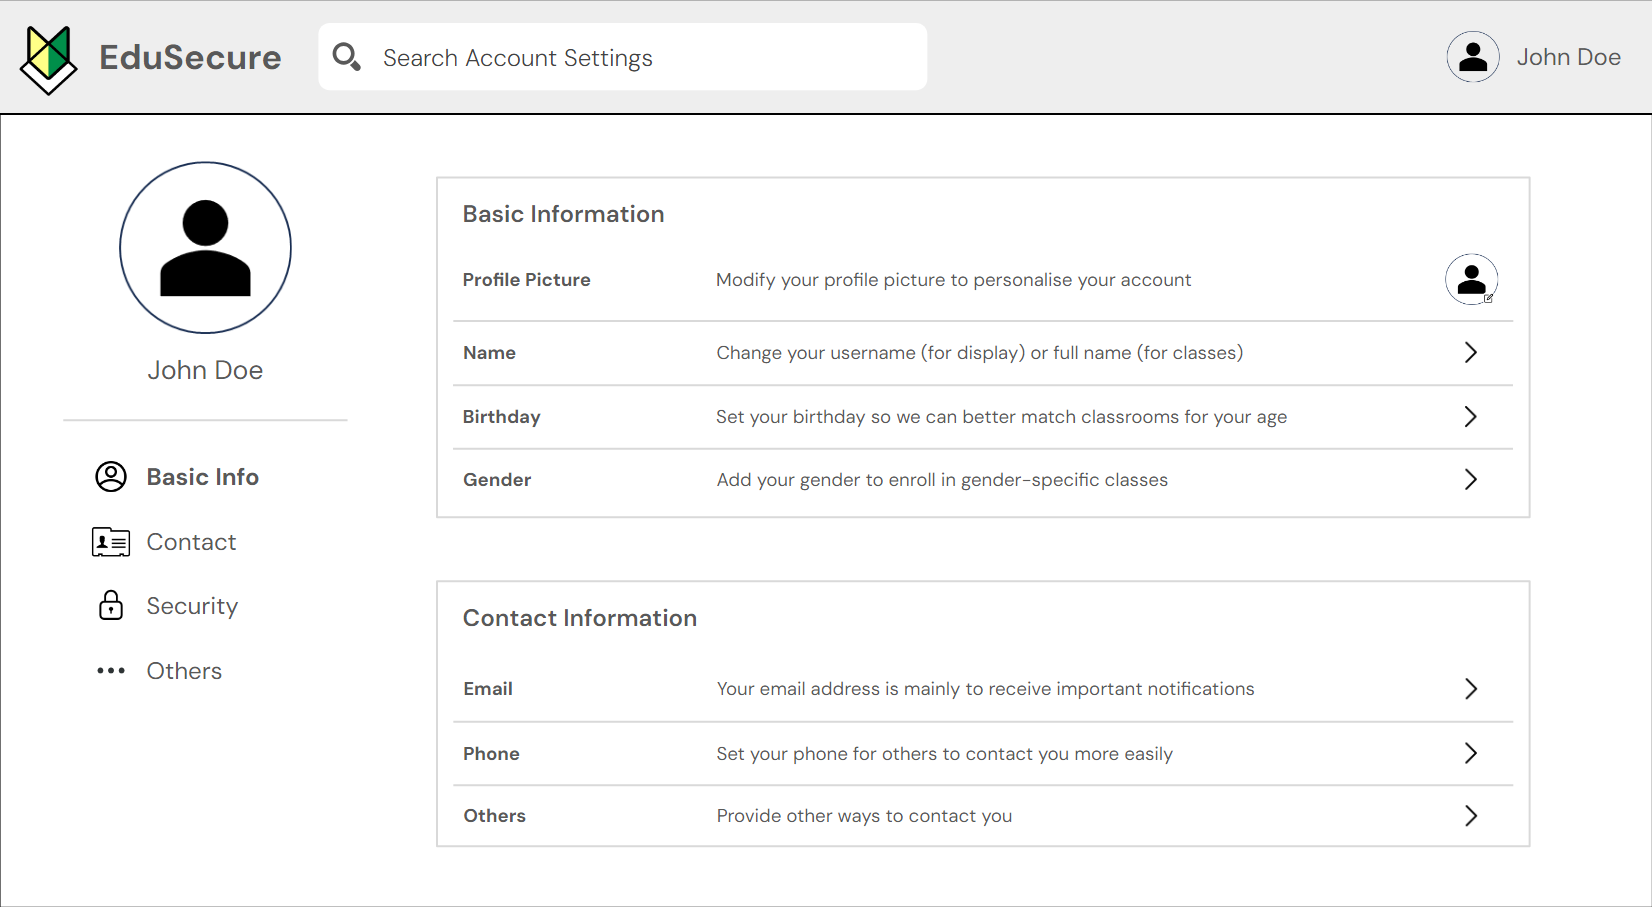 EduSecure
Search Account Settings
John Doe
John Doe
Basic Info
Contact
Security
Others
Basic Information
Profile Picture
Modify your profile picture to personalise your account
Name
Change your username (for display) or full name (for classes)
Birthday
Set your birthday so we can better match classrooms for your age
Gender
Add your gender to enroll in gender-specific classes
Contact Information
Email
Your email address is mainly to receive important notifications
Phone
Set your phone for others to contact you more easily
Others
Provide other ways to contact you